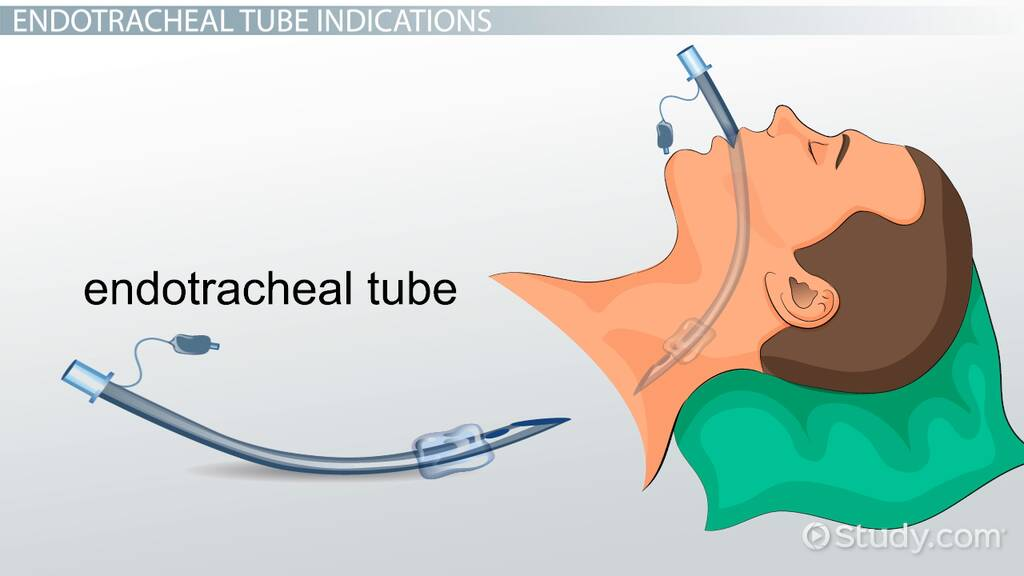 ENDOTRACHEAL TUBE INDICATIONS
endotracheal tube
Study.com